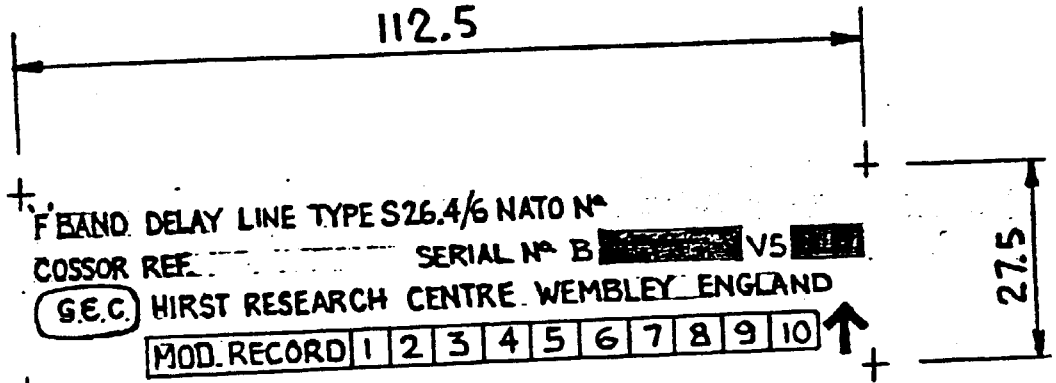 112.5
'F' BAND DELAY LINE TYPE S26.4/6 NATO Nº
COSSOR REF. SERIAL Nº B VS
G.E.C. HIRST RESEARCH CENTRE WEMBLEY ENGLAND
MOD. RECORD 1 2 3 4 5 6 7 8 9 10
27.5